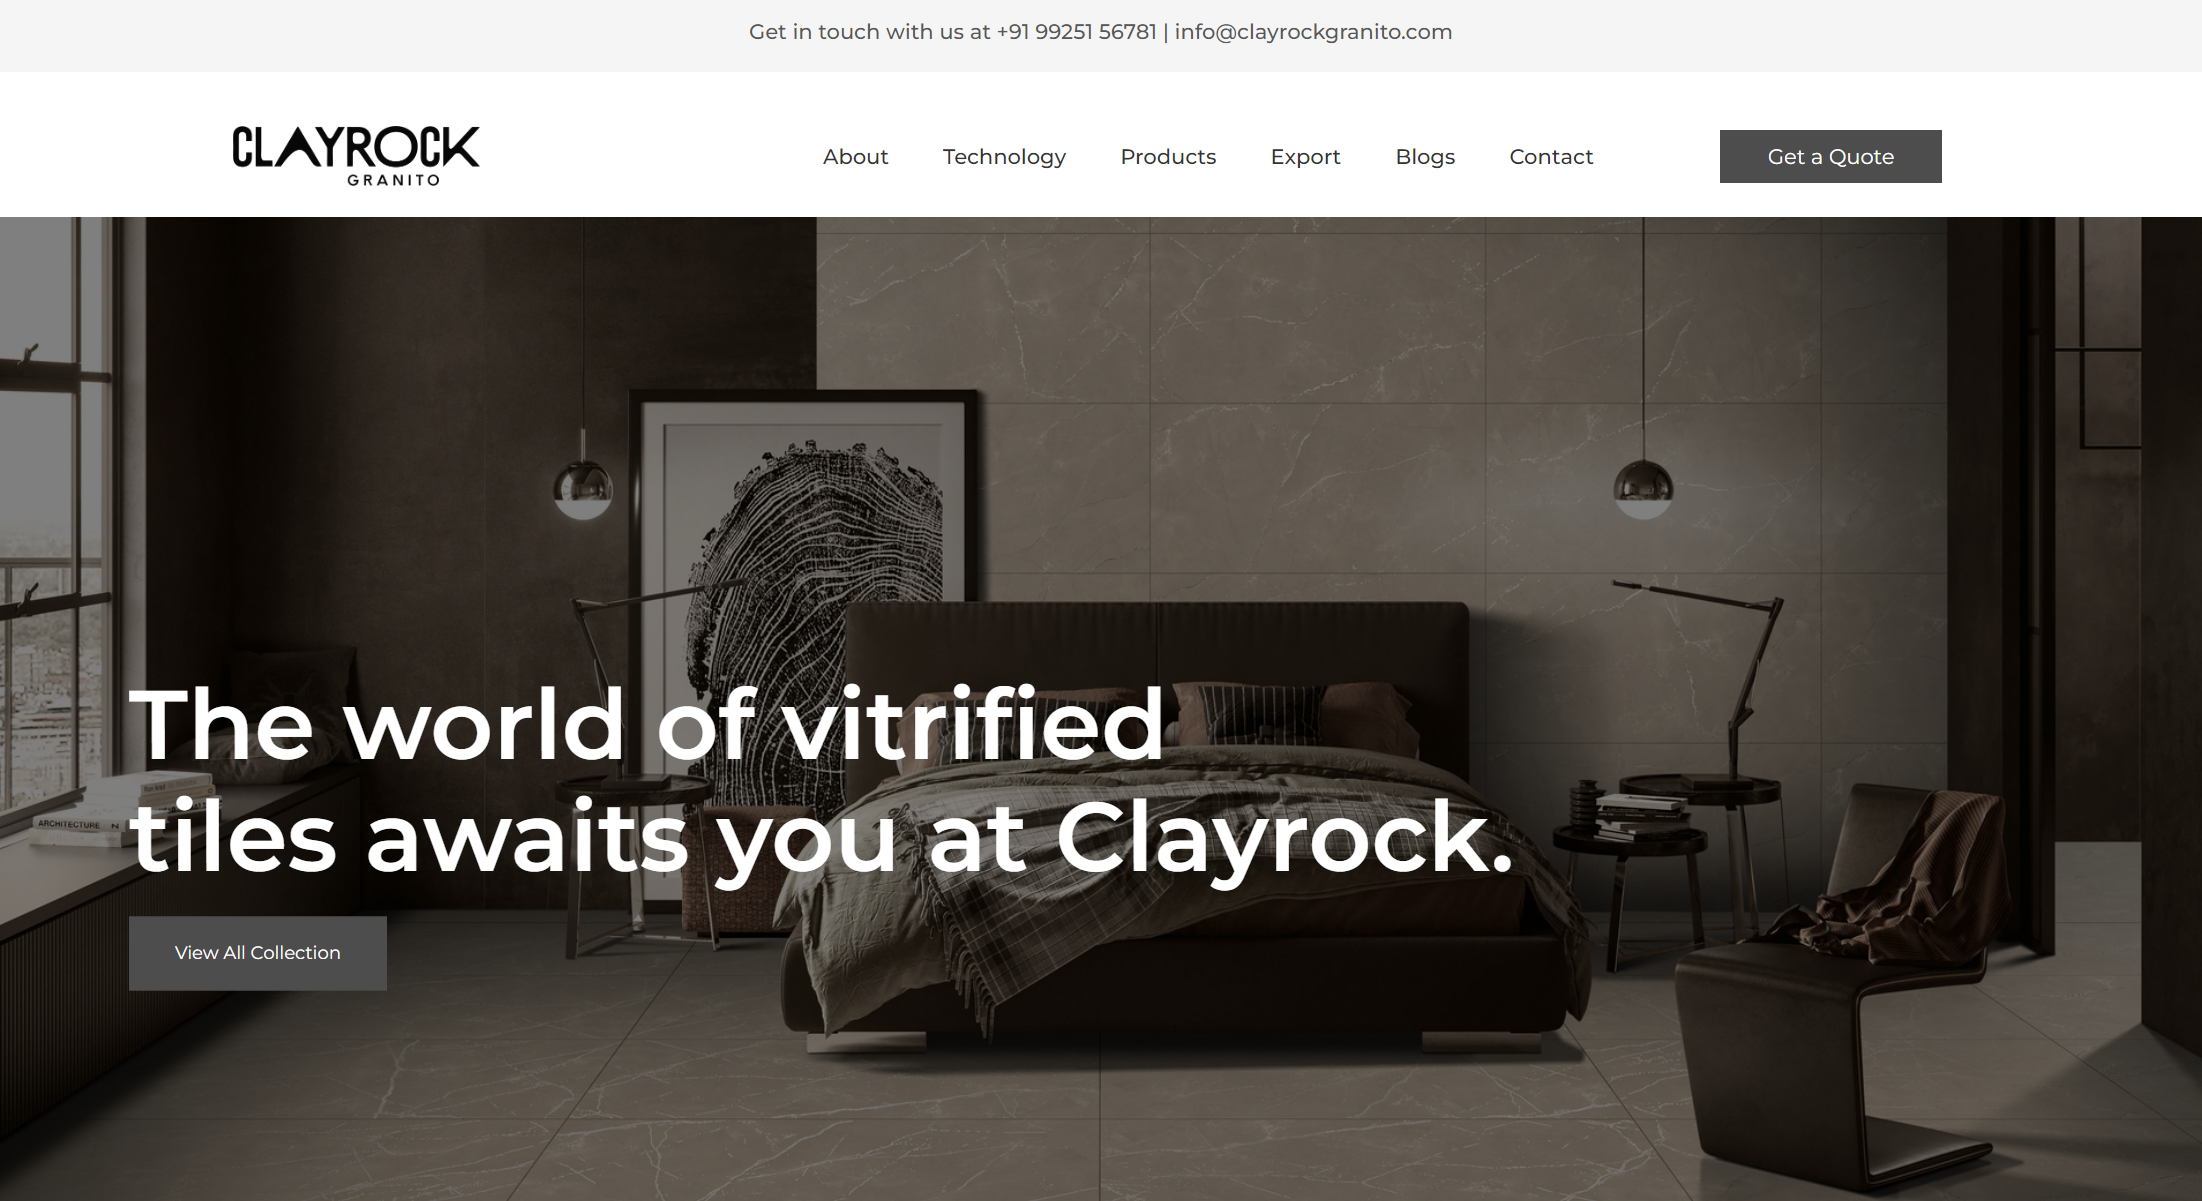 Get in touch with us at +91 99251 56781 | info@clayrockgranito.com
CLAYROCK
GRANITO
About Technology Products Export Blogs Contact Get a Quote
The world of vitrified
tiles awaits you at Clayrock.
ARCHITECTURE N
View All Collection